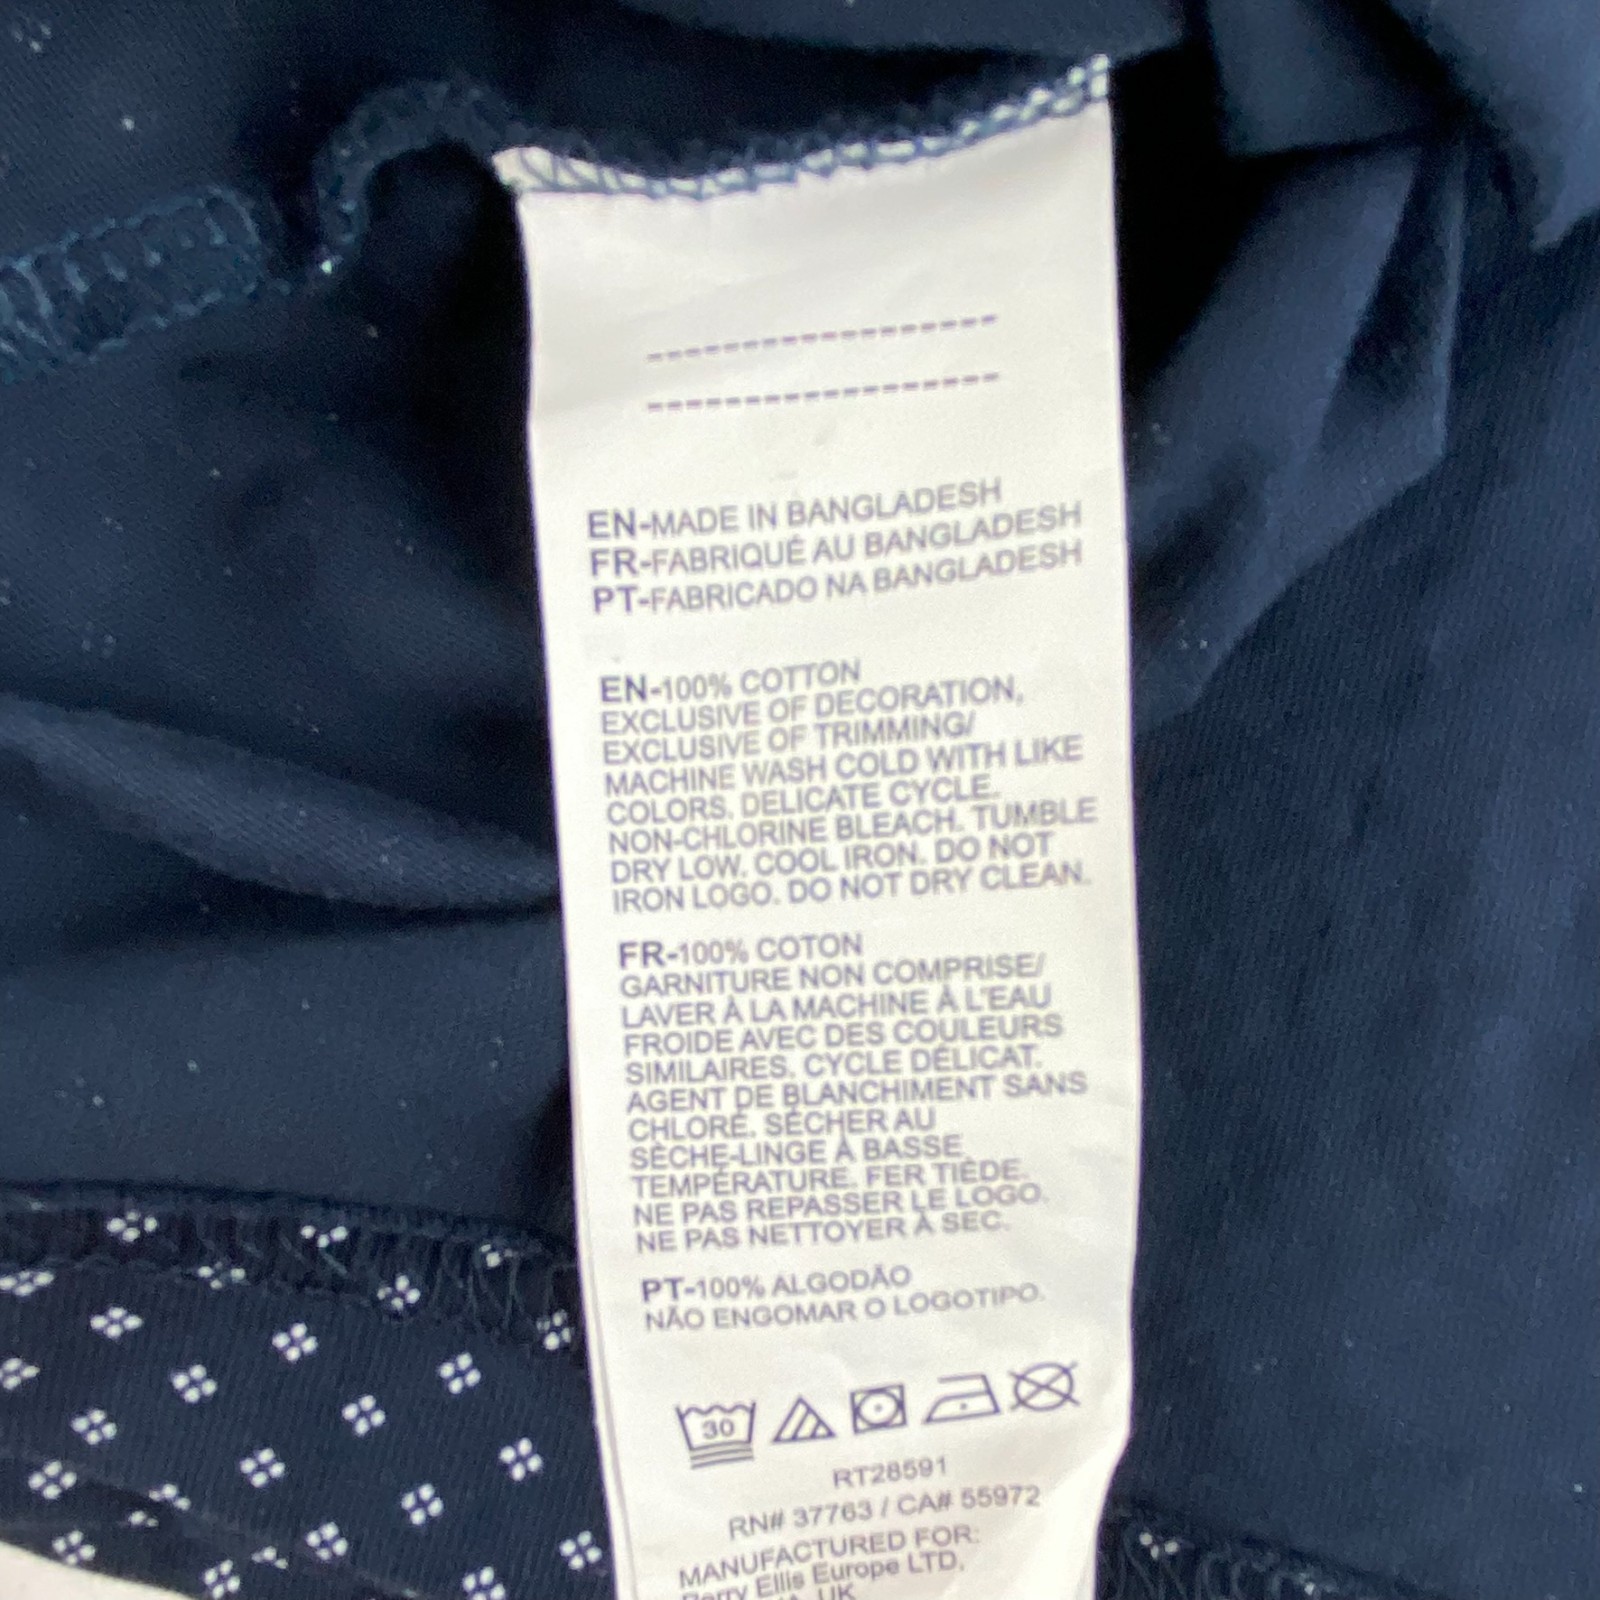 EN-MADE IN BANGLADESH
FR-FABRIQUÉ AU BANGLADESH
PT-FABRICADO NA BANGLADESH
EN-100% COTTON
EXCLUSIVE OF DECORATION,
EXCLUSIVE OF TRIMMING/
MACHINE WASH COLD WITH LIKE
COLORS. DELICATE CYCLE.
NON-CHLORINE BLEACH. TUMBLE
DRY LOW. COOL IRON. DO NOT
IRON LOGO. DO NOT DRY CLEAN.
FR-100% COTON
GARNITURE NON COMPRISE/
LAVER À LA MACHINE À L'EAU
FROIDE AVEC DES COULEURS
SIMILAIRES. CYCLE DÉLICAT.
AGENT DE BLANCHIMENT SANS
CHLORE. SÉCHER AU
SÈCHE-LINGE À BASSE
TEMPÉRATURE. FER TIÈDE.
NE PAS REPASSER LE LOGO.
NE PAS NETTOYER À SEC.
PT-100% ALGODÃO
NÃO ENGOMAR O LOGOTIPO.
30
RT28591
RN# 37763 / CA# 55972
MANUFACTURED FOR:
Perry Ellis Europe LTD,
UK